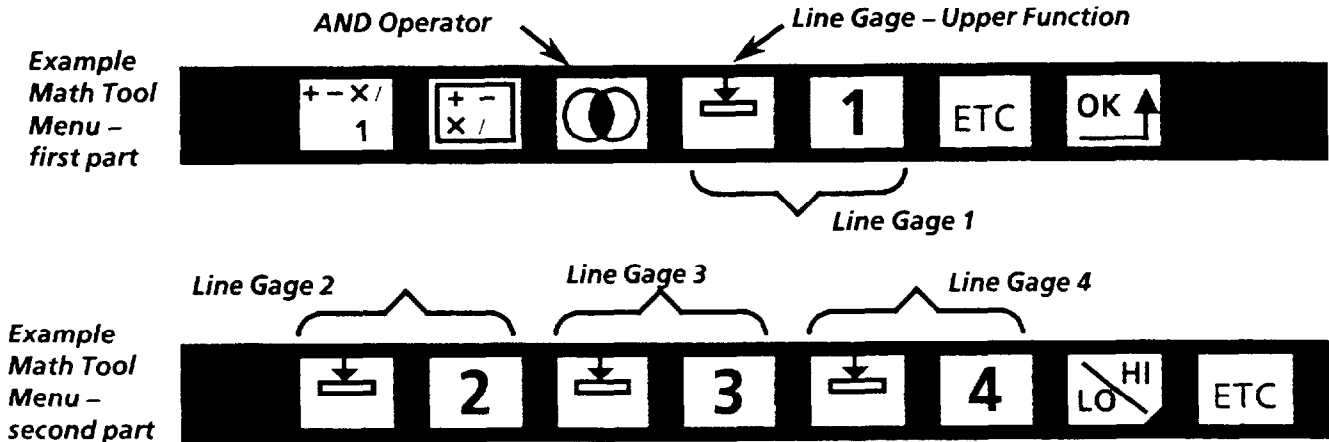 AND Operator
Line Gage – Upper Function
Example
Math Tool
Menu –
first part
+ – × /
1
+ –
× /
1
ETC
OK
Line Gage 1
Line Gage 2
Line Gage 3
Line Gage 4
Example
Math Tool
Menu –
second part
2
3
4
LO HI
ETC